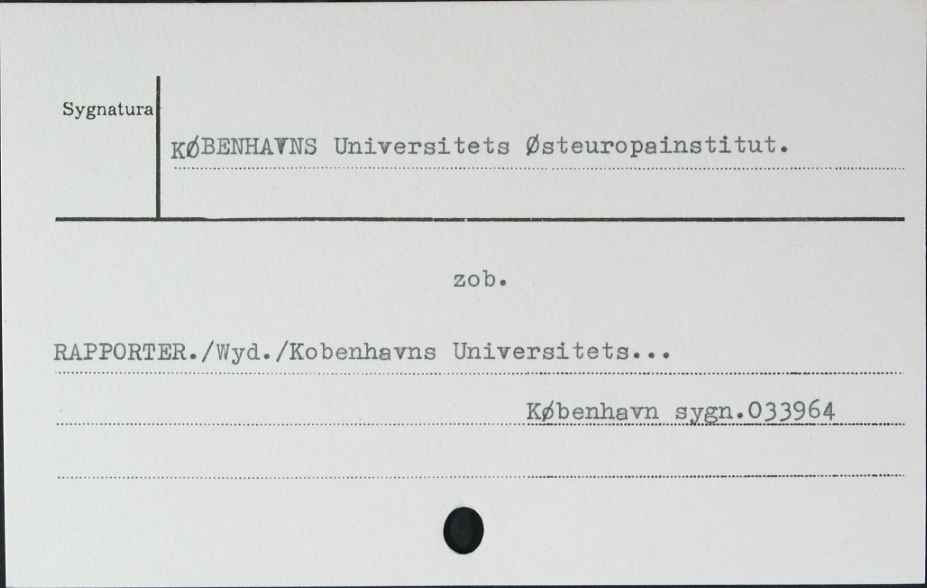 Sygnatura
KØBENHAVNS Universitets Østeuropainstitut.
zob.
RAPPORTER./Wyd./Kobenhavns Universitets...
København sygn.033964